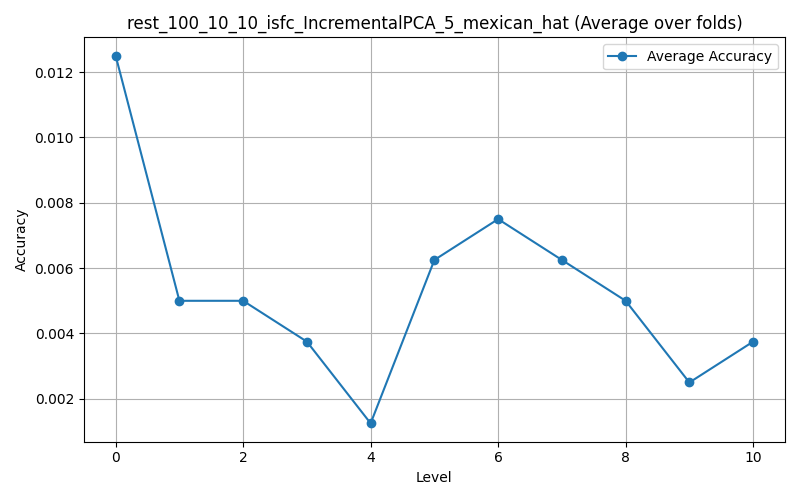 rest_100_10_10_isfc_IncrementalPCA_5_mexican_hat (Average over folds)
Average Accuracy
Accuracy
0.012
0.010
0.008
0.006
0.004
0.002
0 2 4 6 8 10
Level